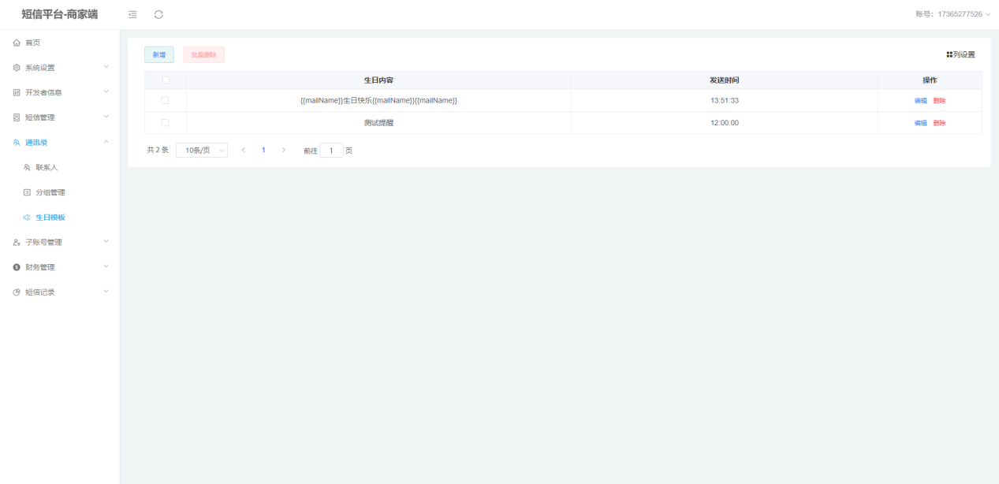 短信平台-商家端
账号：17365277526
首页
系统设置
开发者信息
短信管理
通讯录
联系人
分组管理
生日模板
子账号管理
财务管理
短信记录
新增 批量删除 列设置
生日内容 发送时间 操作
{{mailName}}生日快乐{{mailName}}{{mailName}} 13:51:33 编辑 删除
测试提醒 12:00:00 编辑 删除
共 2 条 10条/页 1 前往 1 页